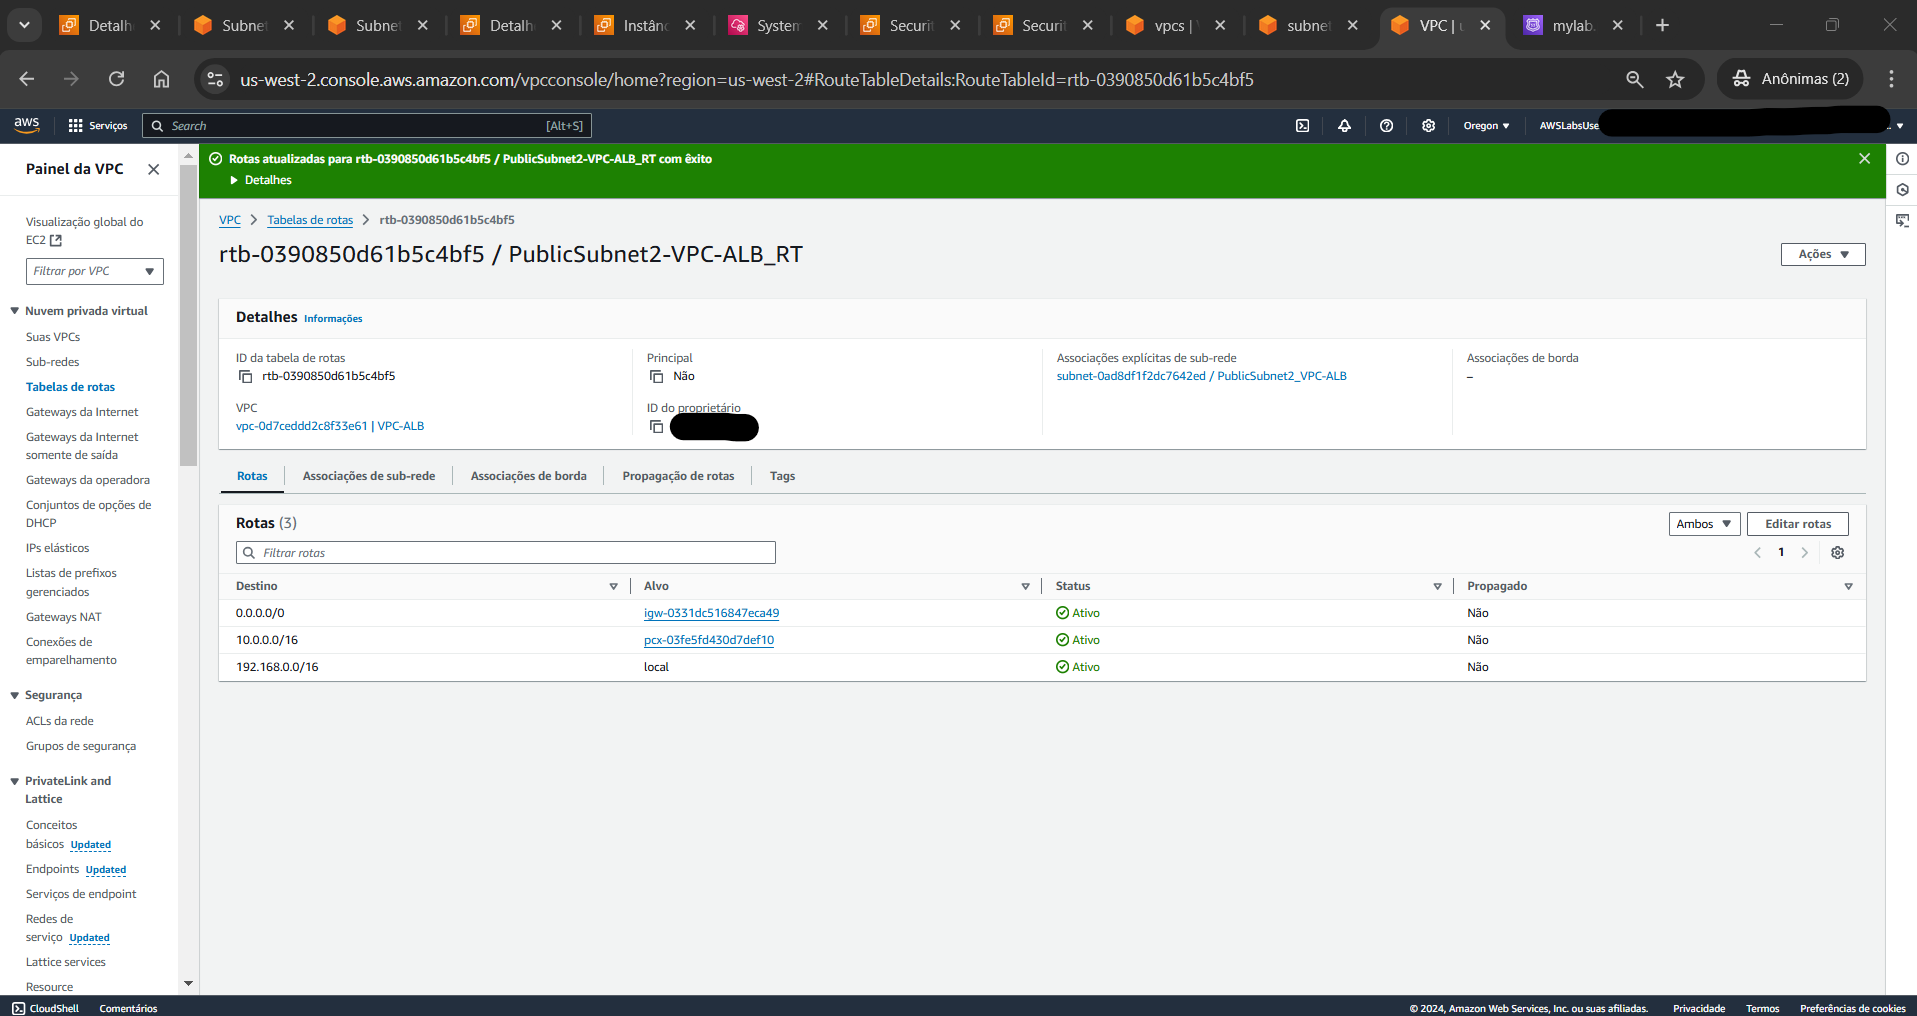 Detalh
Subnet
Subnet
Detalh
Instânc
System
Securit
Securit
vpcs | V
subnet
VPC | u
mylab.
us-west-2.console.aws.amazon.com/vpcconsole/home?region=us-west-2#RouteTableDetails:RouteTableId=rtb-0390850d61b5c4bf5
Anônimas (2)
aws
Serviços
Search
[Alt+S]
Oregon
AWSLabsUse
Painel da VPC
Visualização global do
EC2
Filtrar por VPC
Nuvem privada virtual
Suas VPCs
Sub-redes
Tabelas de rotas
Gateways da Internet
Gateways da Internet
somente de saída
Gateways da operadora
Conjuntos de opções de
DHCP
IPs elásticos
Listas de prefixos
gerenciados
Gateways NAT
Conexões de
emparelhamento
Segurança
ACLs da rede
Grupos de segurança
PrivateLink and
Lattice
Conceitos
básicos Updated
Endpoints Updated
Serviços de endpoint
Redes de
serviço Updated
Lattice services
Resource
Rotas atualizadas para rtb-0390850d61b5c4bf5 / PublicSubnet2-VPC-ALB_RT com êxito
Detalhes
VPC
Tabelas de rotas
rtb-0390850d61b5c4bf5
rtb-0390850d61b5c4bf5 / PublicSubnet2-VPC-ALB_RT
Ações
Detalhes Informações
ID da tabela de rotas
rtb-0390850d61b5c4bf5
Principal
Não
Associações explícitas de sub-rede
subnet-0ad8df1f2dc7642ed / PublicSubnet2_VPC-ALB
Associações de borda
–
VPC
vpc-0d7ceddd2c8f33e61 | VPC-ALB
ID do proprietário
Rotas
Associações de sub-rede
Associações de borda
Propagação de rotas
Tags
Rotas (3)
Ambos
Editar rotas
Filtrar rotas
1
Destino Alvo Status Propagado
0.0.0.0/0 igw-0331dc516847eca49 Ativo Não
10.0.0.0/16 pcx-03fe5fd430d7def10 Ativo Não
192.168.0.0/16 local Ativo Não
CloudShell
Comentários
© 2024, Amazon Web Services, Inc. ou suas afiliadas.
Privacidade
Termos
Preferências de cookies